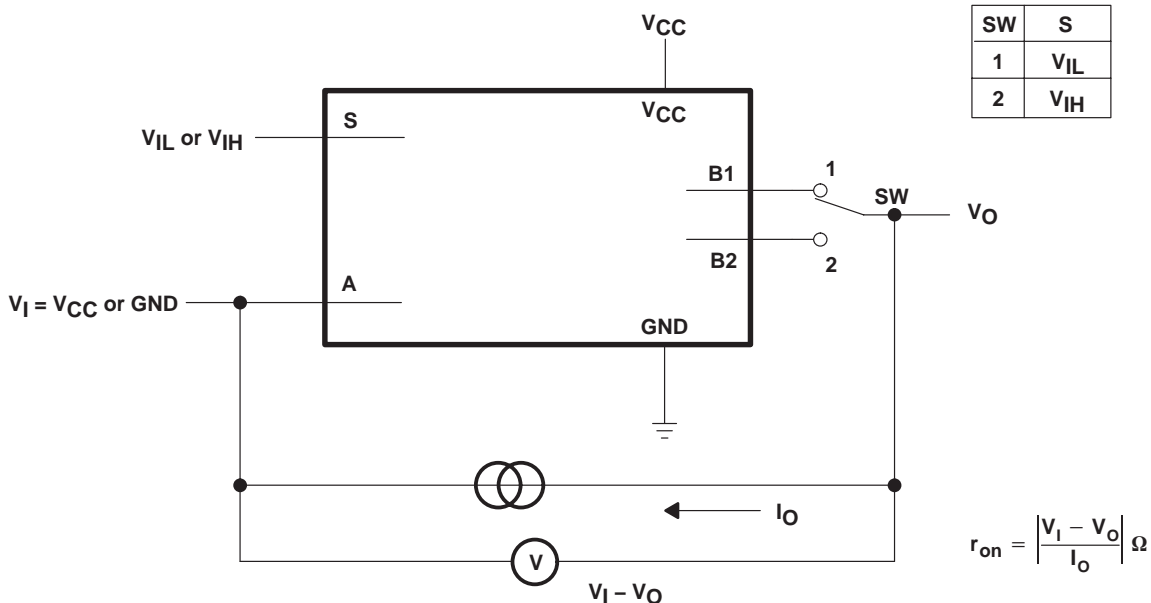 VCC
SW S
1 VIL
2 VIH
S
VCC
VIL or VIH
B1
1
SW
VO
B2
2
A
VI = VCC or GND
GND
IO
ron = |VI – VO / IO| Ω
V
VI – VO